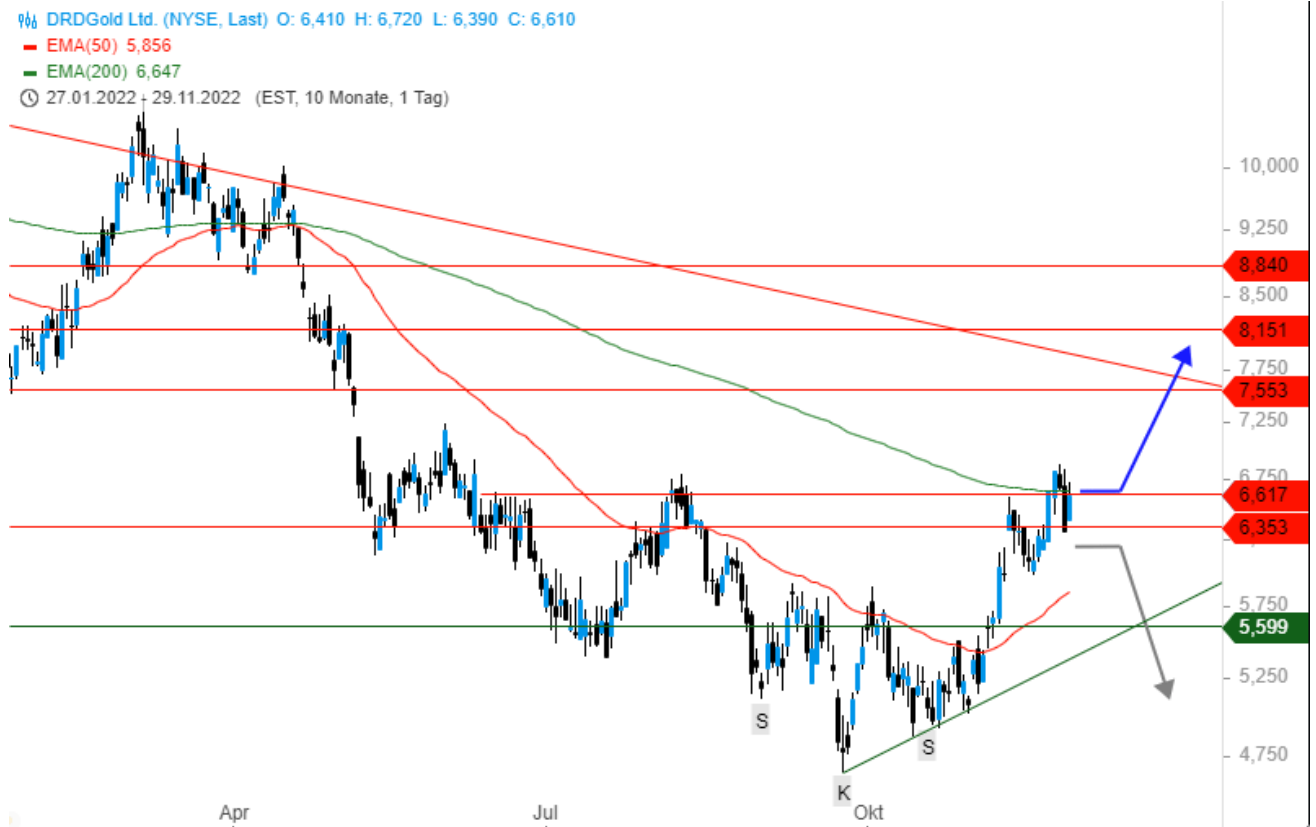 DRDGold Ltd. (NYSE, Last) O: 6,410 H: 6,720 L: 6,390 C: 6,610
EMA(50) 5,856
EMA(200) 6,647
27.01.2022 - 29.11.2022 (EST, 10 Monate, 1 Tag)
10,000
9,250
8,840
8,500
8,151
7,750
7,553
7,250
6,750
6,617
6,353
5,750
5,599
5,250
4,750
S
K
S
Apr
Jul
Okt